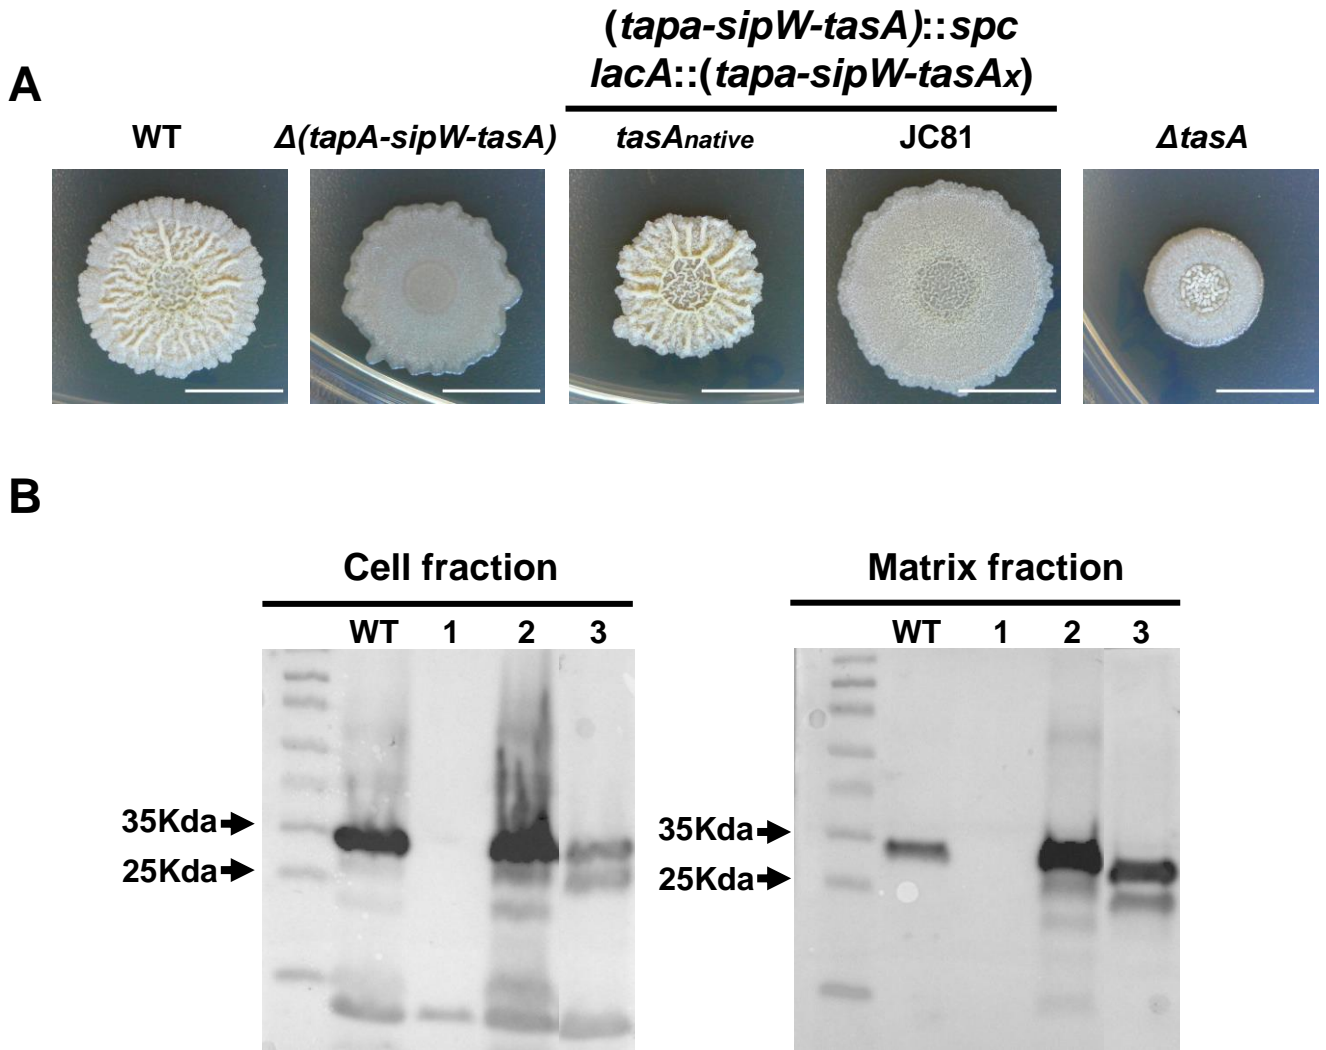 (tapa-sipW-tasA)::spc
lacA::(tapa-sipW-tasAx)
A
WT Δ(tapA-sipW-tasA) tasAnative JC81 ΔtasA
B
Cell fraction Matrix fraction
WT 1 2 3 WT 1 2 3
35Kda 35Kda
25Kda 25Kda